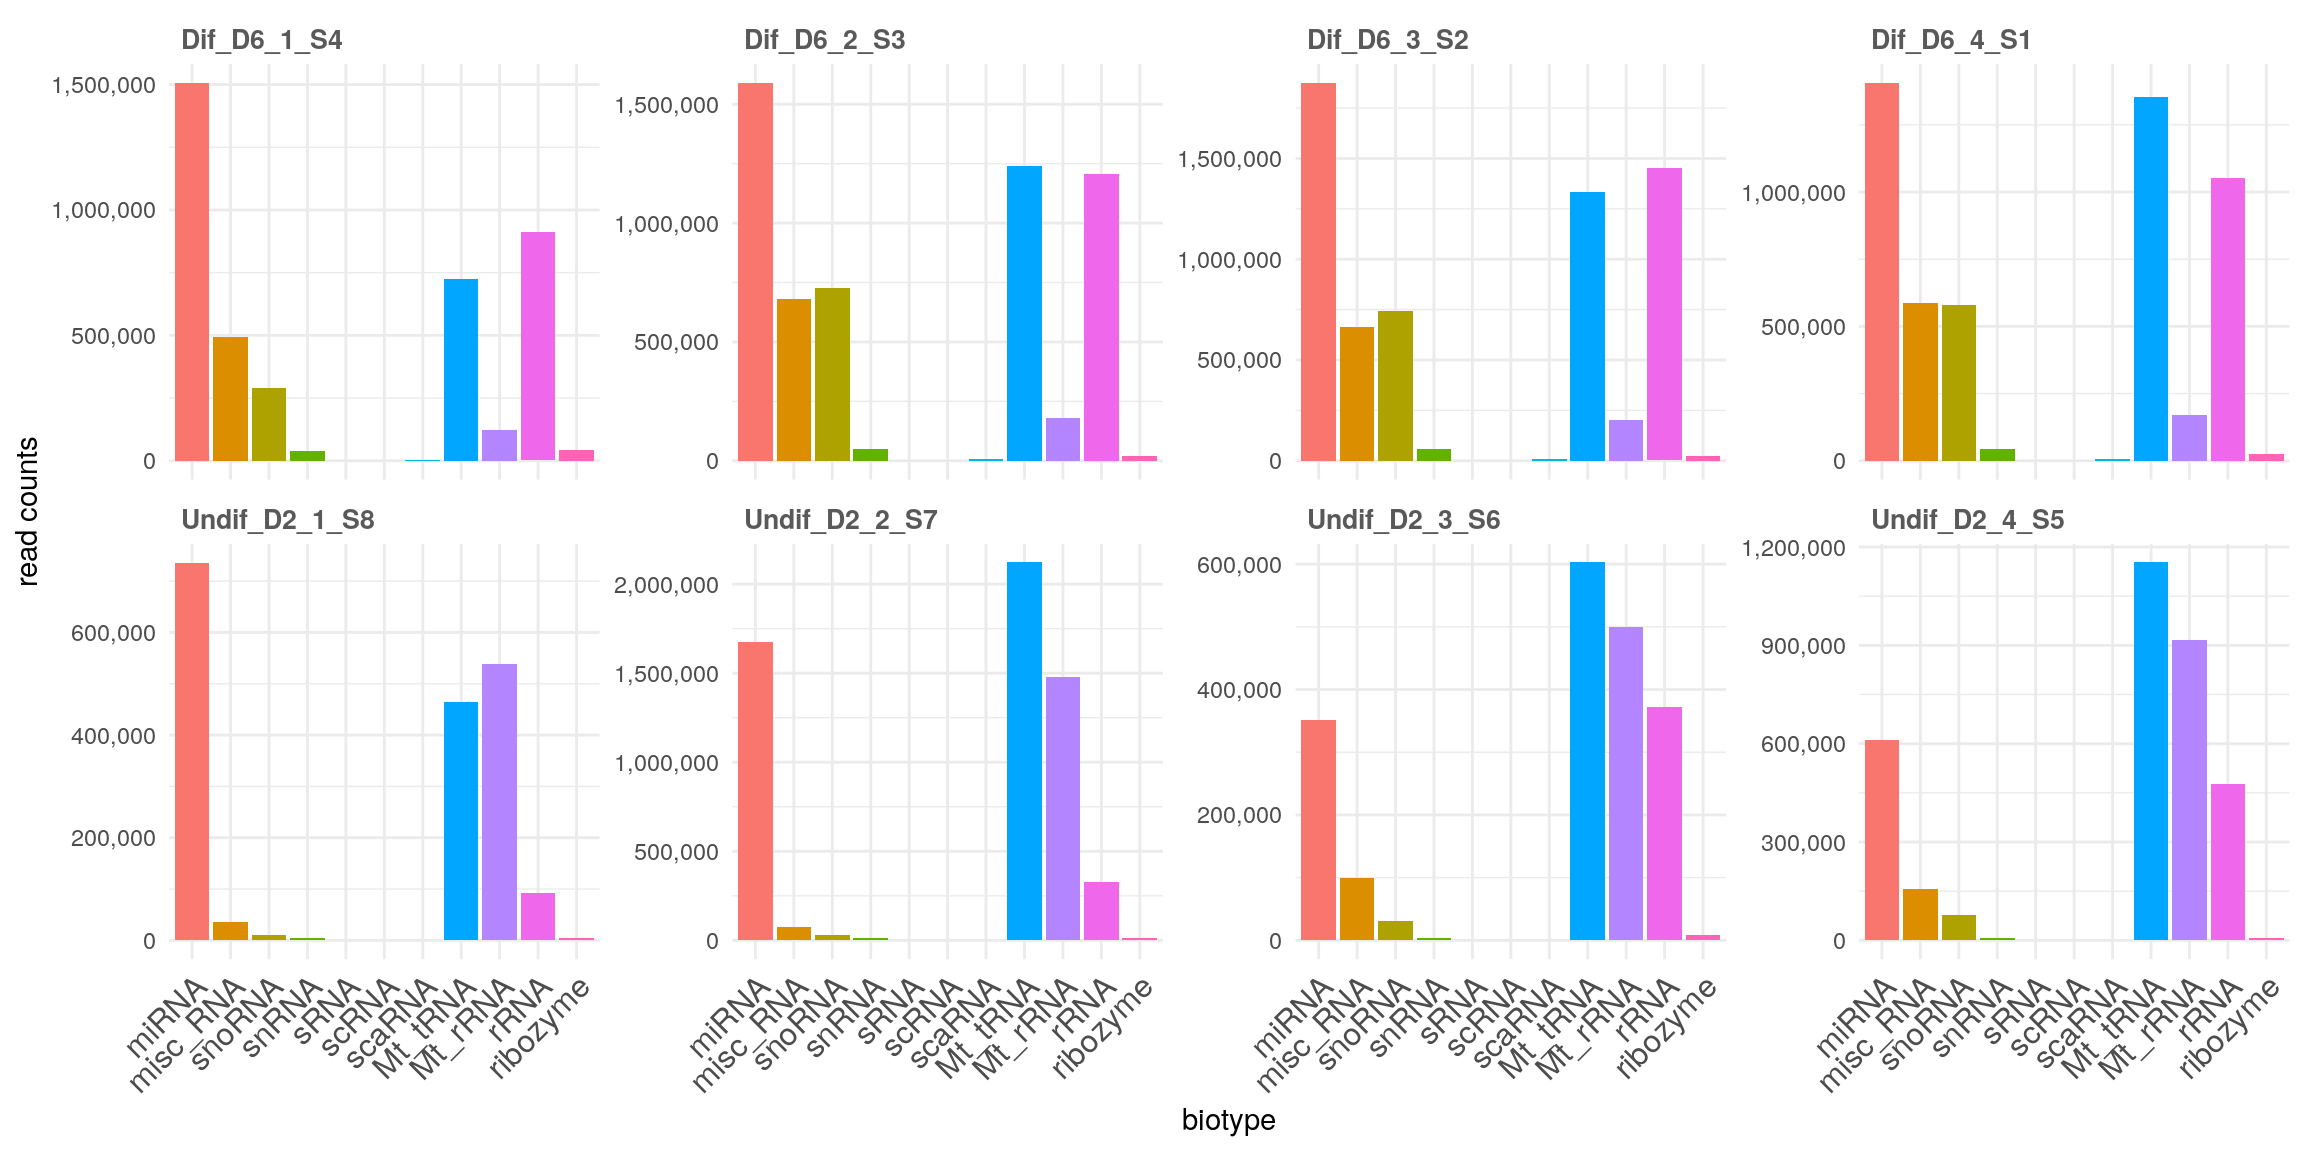 Dif_D6_1_S4
Dif_D6_2_S3
Dif_D6_3_S2
Dif_D6_4_S1
1,500,000
1,000,000
500,000
0
1,500,000
1,000,000
500,000
0
1,500,000
1,000,000
500,000
0
1,000,000
500,000
0
read counts
Undif_D2_1_S8
Undif_D2_2_S7
Undif_D2_3_S6
Undif_D2_4_S5
600,000
400,000
200,000
0
2,000,000
1,500,000
1,000,000
500,000
0
600,000
400,000
200,000
0
1,200,000
900,000
600,000
300,000
0
miRNA
misc_RNA
snoRNA
snRNA
sRNA
scRNA
scaRNA
Mt_tRNA
Mt_rRNA
rRNA
ribozyme
miRNA
misc_RNA
snoRNA
snRNA
sRNA
scRNA
scaRNA
Mt_tRNA
Mt_rRNA
rRNA
ribozyme
miRNA
misc_RNA
snoRNA
snRNA
sRNA
scRNA
scaRNA
Mt_tRNA
Mt_rRNA
rRNA
ribozyme
miRNA
misc_RNA
snoRNA
snRNA
sRNA
scRNA
scaRNA
Mt_tRNA
Mt_rRNA
rRNA
ribozyme
biotype